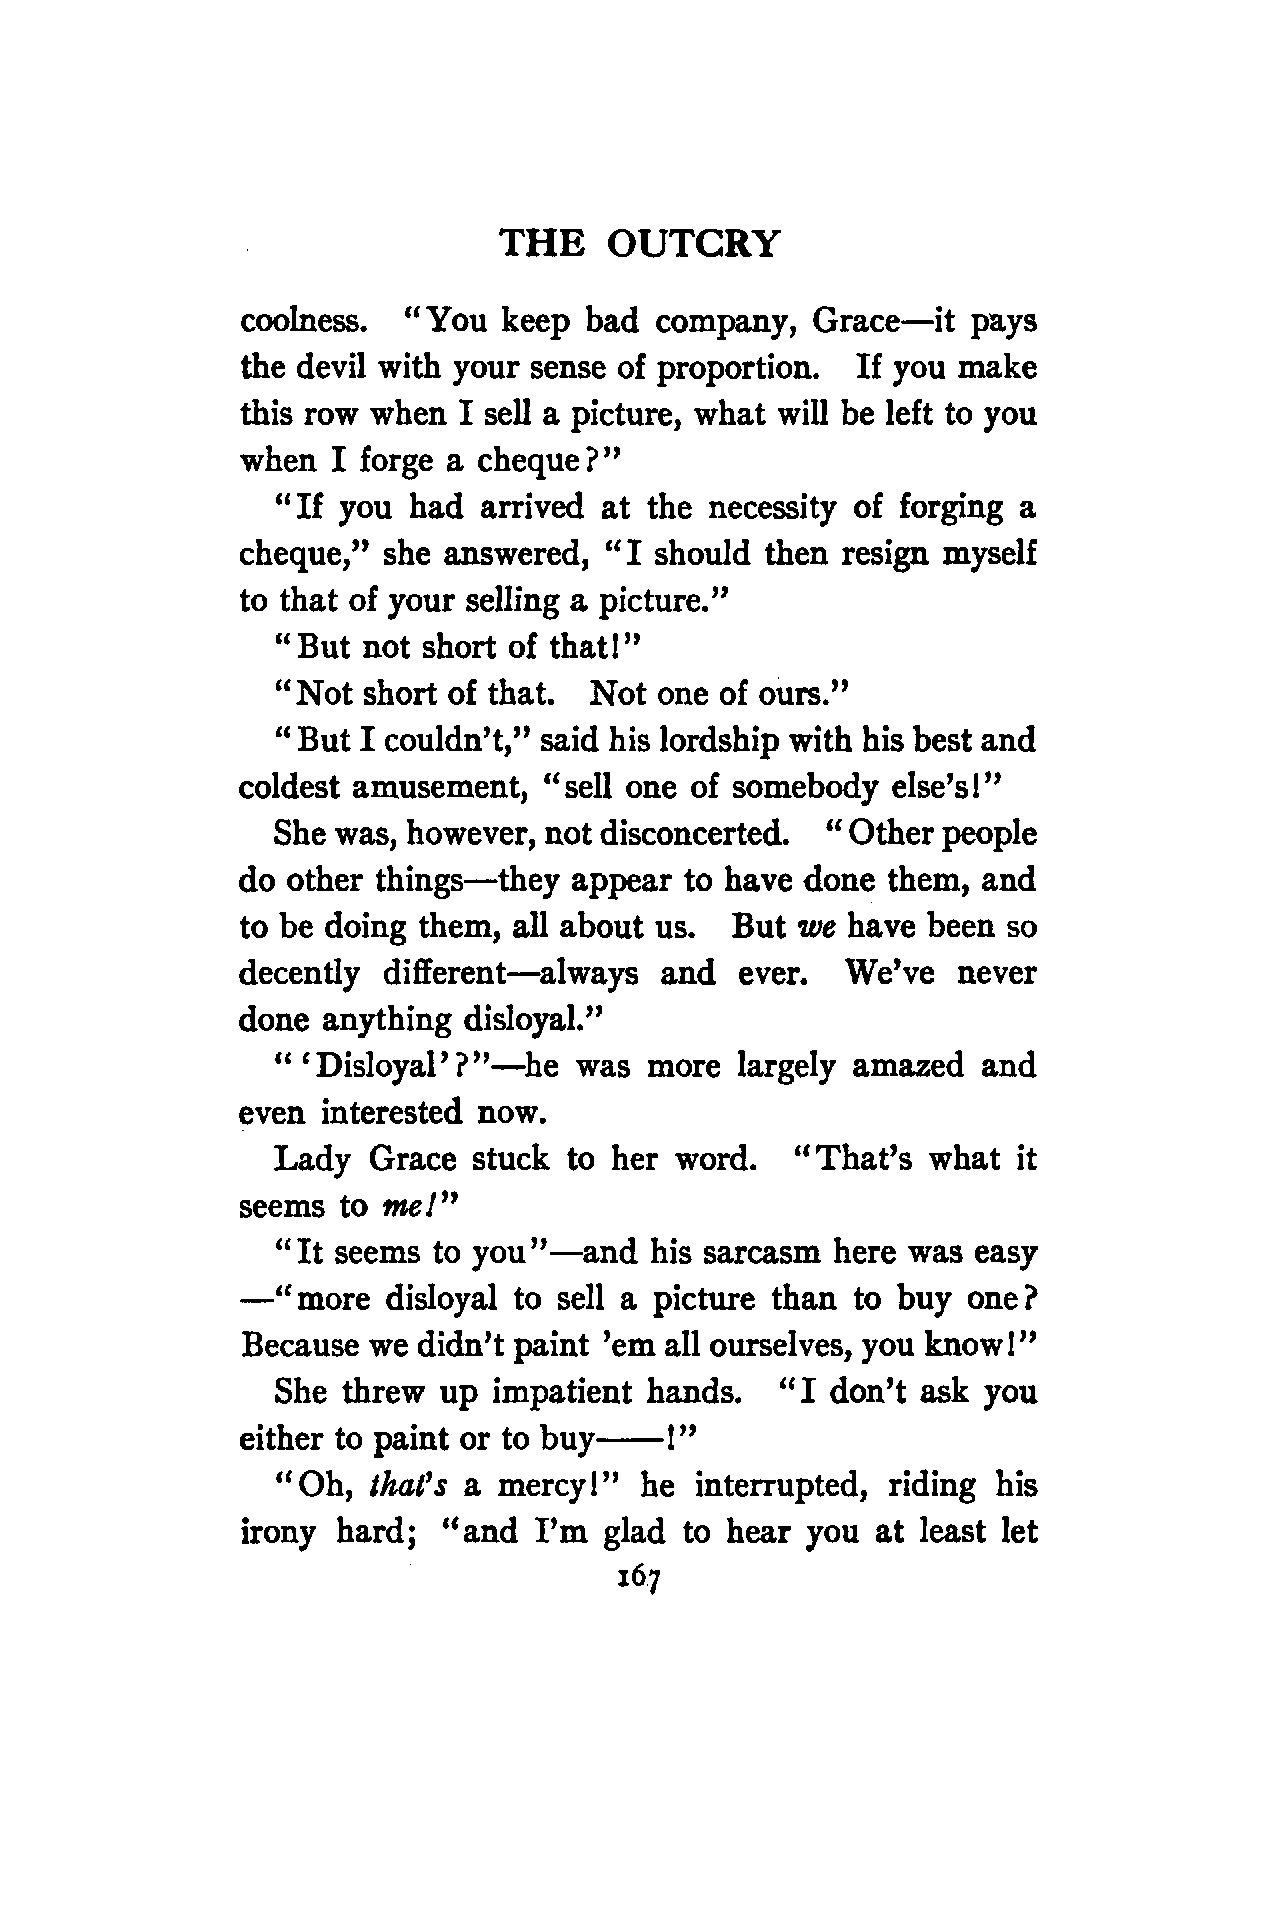 THE OUTCRY
coolness. "You keep bad company, Grace—it pays
the devil with your sense of proportion. If you make
this row when I sell a picture, what will be left to you
when I forge a cheque?"
"If you had arrived at the necessity of forging a
cheque," she answered, "I should then resign myself
to that of your selling a picture."
"But not short of that!"
"Not short of that. Not one of ours."
"But I couldn't," said his lordship with his best and
coldest amusement, "sell one of somebody else's!"
She was, however, not disconcerted. "Other people
do other things—they appear to have done them, and
to be doing them, all about us. But we have been so
decently different—always and ever. We've never
done anything disloyal."
"'Disloyal'?"—he was more largely amazed and
even interested now.
Lady Grace stuck to her word. "That's what it
seems to me!"
"It seems to you"—and his sarcasm here was easy
—"more disloyal to sell a picture than to buy one?
Because we didn't paint 'em all ourselves, you know!"
She threw up impatient hands. "I don't ask you
either to paint or to buy——!"
"Oh, that's a mercy!" he interrupted, riding his
irony hard; "and I'm glad to hear you at least let
167